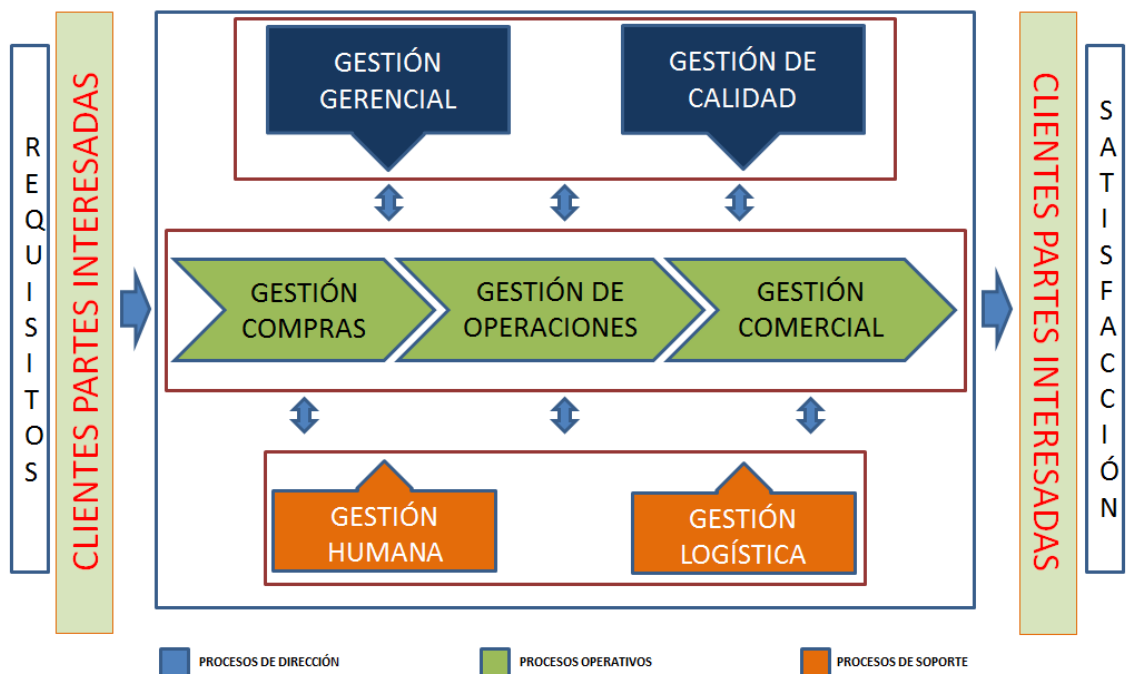 REQUISITOS
CLIENTES PARTES INTERESADAS
GESTIÓN
GERENCIAL
GESTIÓN DE
CALIDAD
GESTIÓN
COMPRAS
GESTIÓN DE
OPERACIONES
GESTIÓN
COMERCIAL
GESTIÓN
HUMANA
GESTIÓN
LOGÍSTICA
CLIENTES PARTES INTERESADAS
SATISFACCIÓN
PROCESOS DE DIRECCIÓN
PROCESOS OPERATIVOS
PROCESOS DE SOPORTE